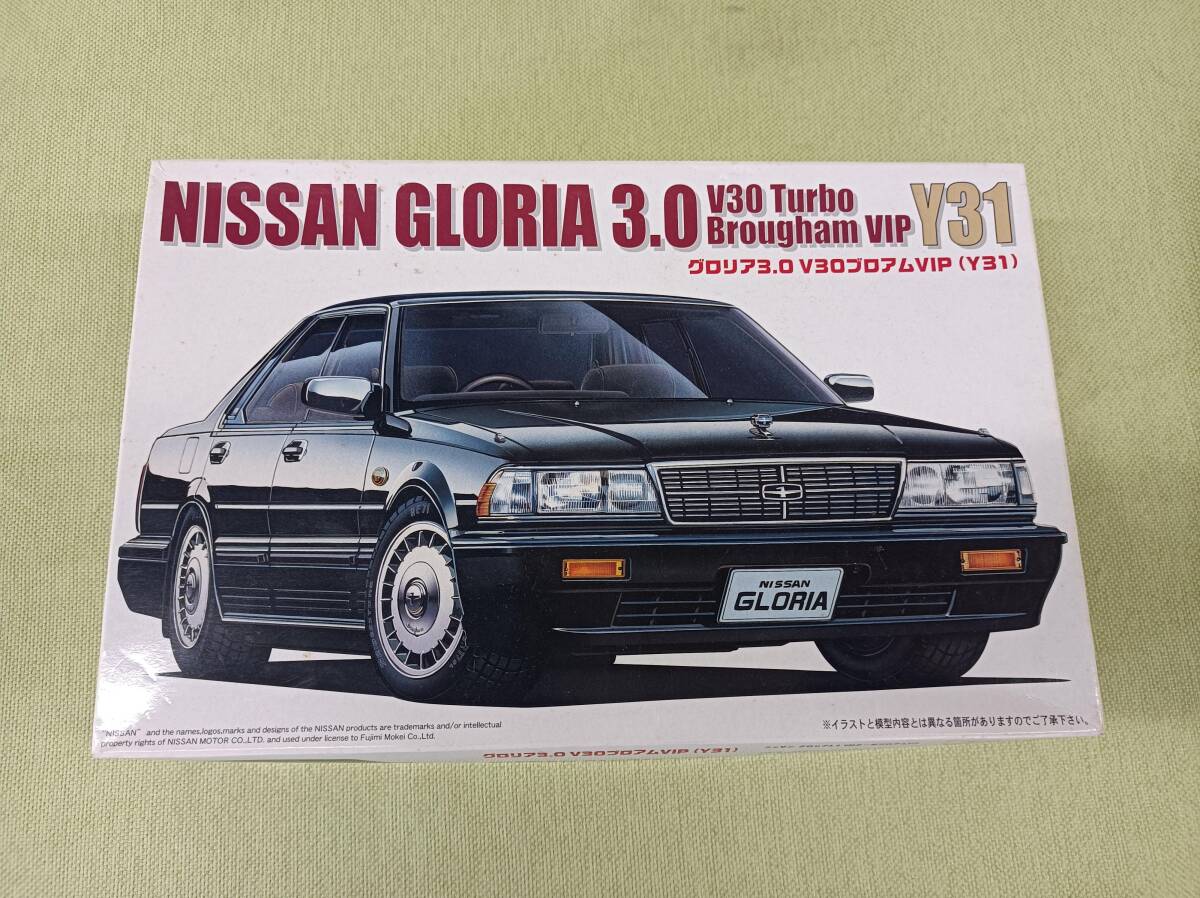 NISSAN GLORIA 3.0
V30 Turbo
Brougham VIP
Y31
グロリア3.0 V30ブロアムVIP (Y31)
NISSAN
GLORIA
"NISSAN" and the names,logos,marks and designs of the NISSAN products are trademarks and/or intellectual
property rights of NISSAN MOTOR CO.,LTD. and used under license to Fujimi Mokei Co.,Ltd.
※イラストと模型内容とは異なる箇所がありますのでご了承下さい。
グロリア3.0 V30ブロアムVIP (Y31)